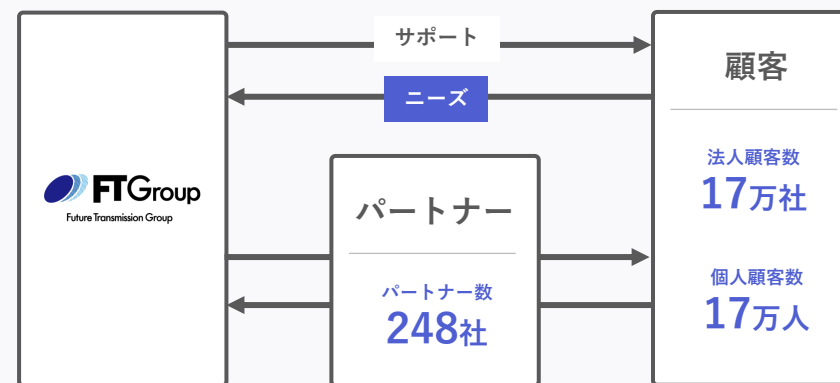 サポート
ニーズ
FTGroup
Future Transmission Group
パートナー
パートナー数
248社
顧客
法人顧客数
17万社
個人顧客数
17万人